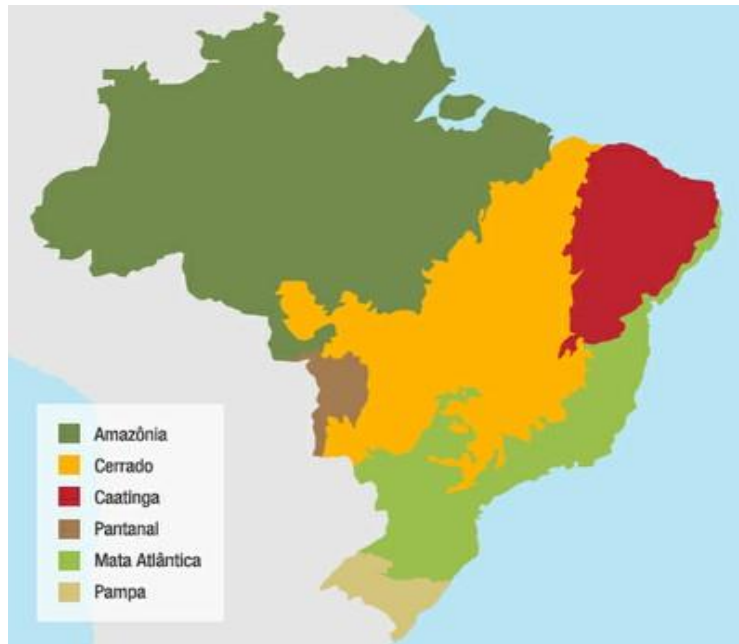 Amazônia
Cerrado
Caatinga
Pantanal
Mata Atlântica
Pampa